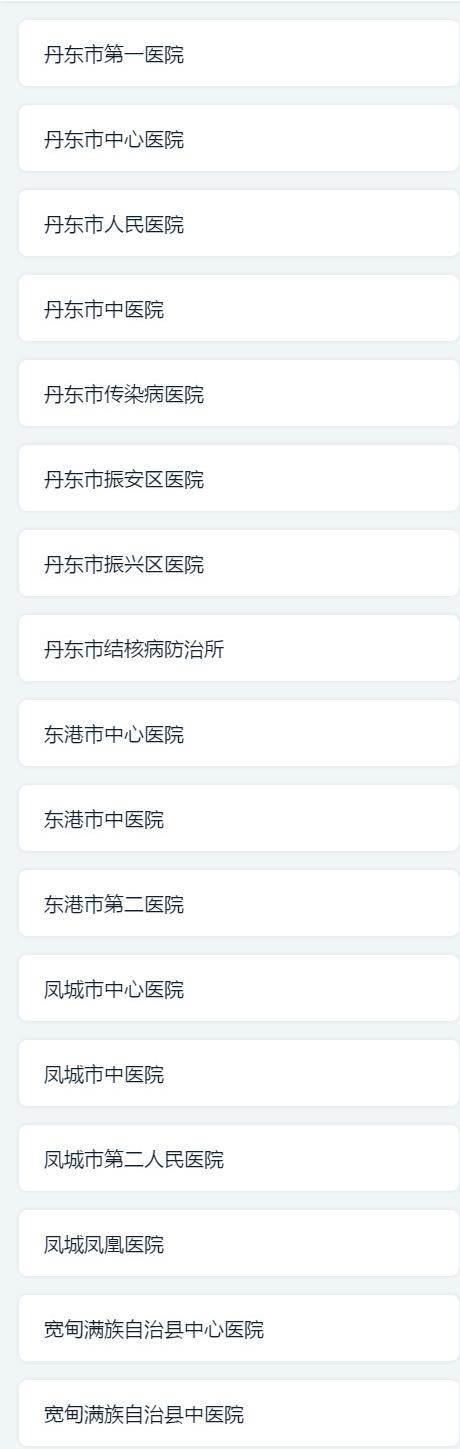 丹东市第一医院
丹东市中心医院
丹东市人民医院
丹东市中医院
丹东市传染病医院
丹东市振安区医院
丹东市振兴区医院
丹东市结核病防治所
东港市中心医院
东港市中医院
东港市第二医院
凤城市中心医院
凤城市中医院
凤城市第二人民医院
凤城凤凰医院
宽甸满族自治县中心医院
宽甸满族自治县中医院